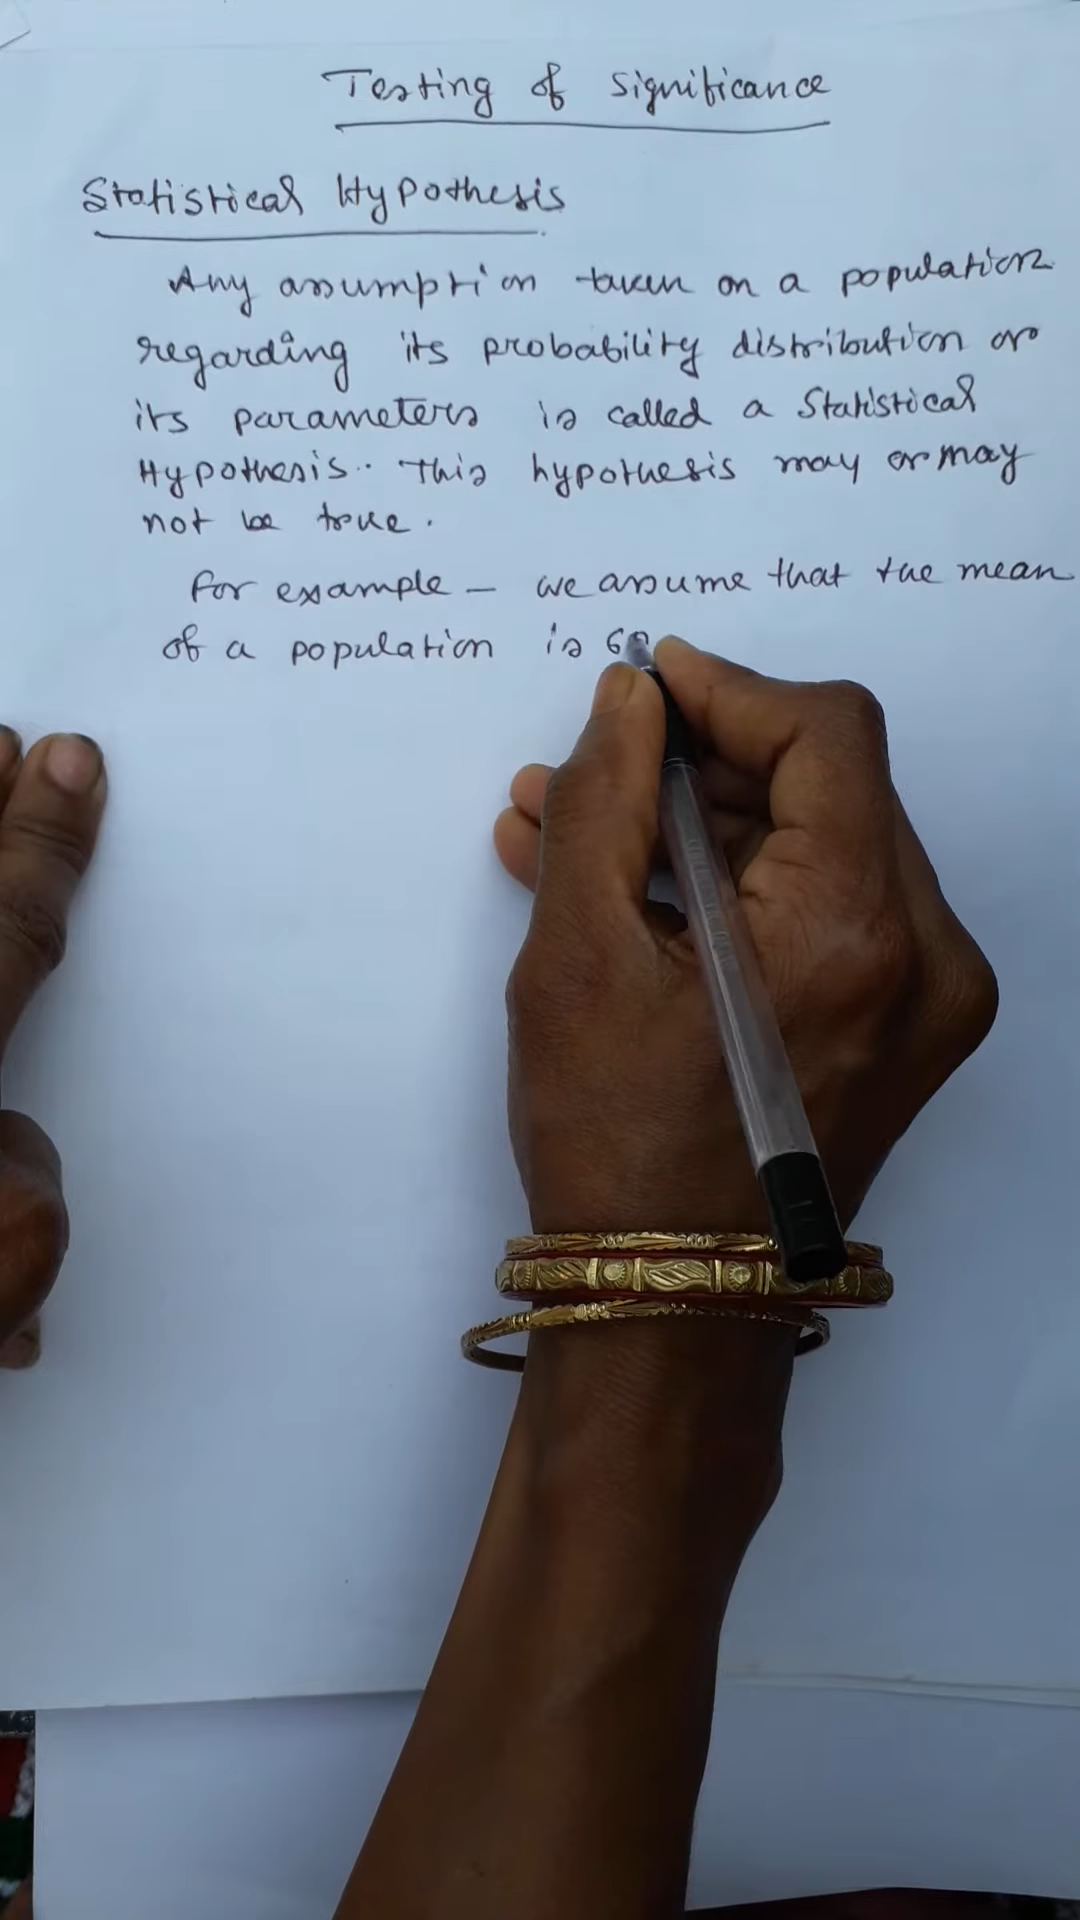 Testing of significance
Statistical Hypothesis
Any assumption taken on a population
regarding its probability distribution or
its parameters is called a Statistical
Hypothesis. This hypothesis may or may
not be true.
For example - we assume that the mean
of a population is